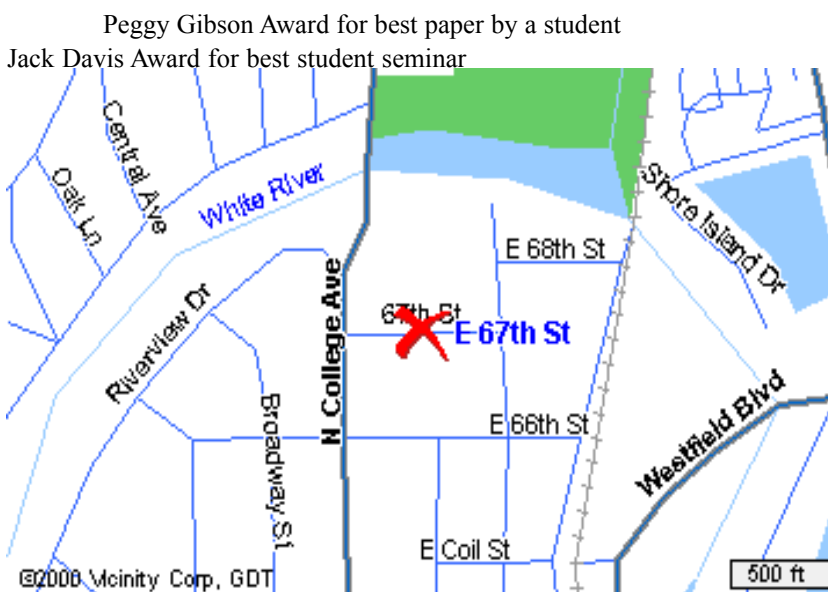 Peggy Gibson Award for best paper by a student
Jack Davis Award for best student seminar
Central Ave
Oak Ln
White River
Shore Island Dr
E 68th St
N College Ave
67th St
E 67th St
Riverview Dr
Broadway St
E 66th St
Westfield Blvd
E Coil St
©2000 Vicinity Corp, GDT
500 ft